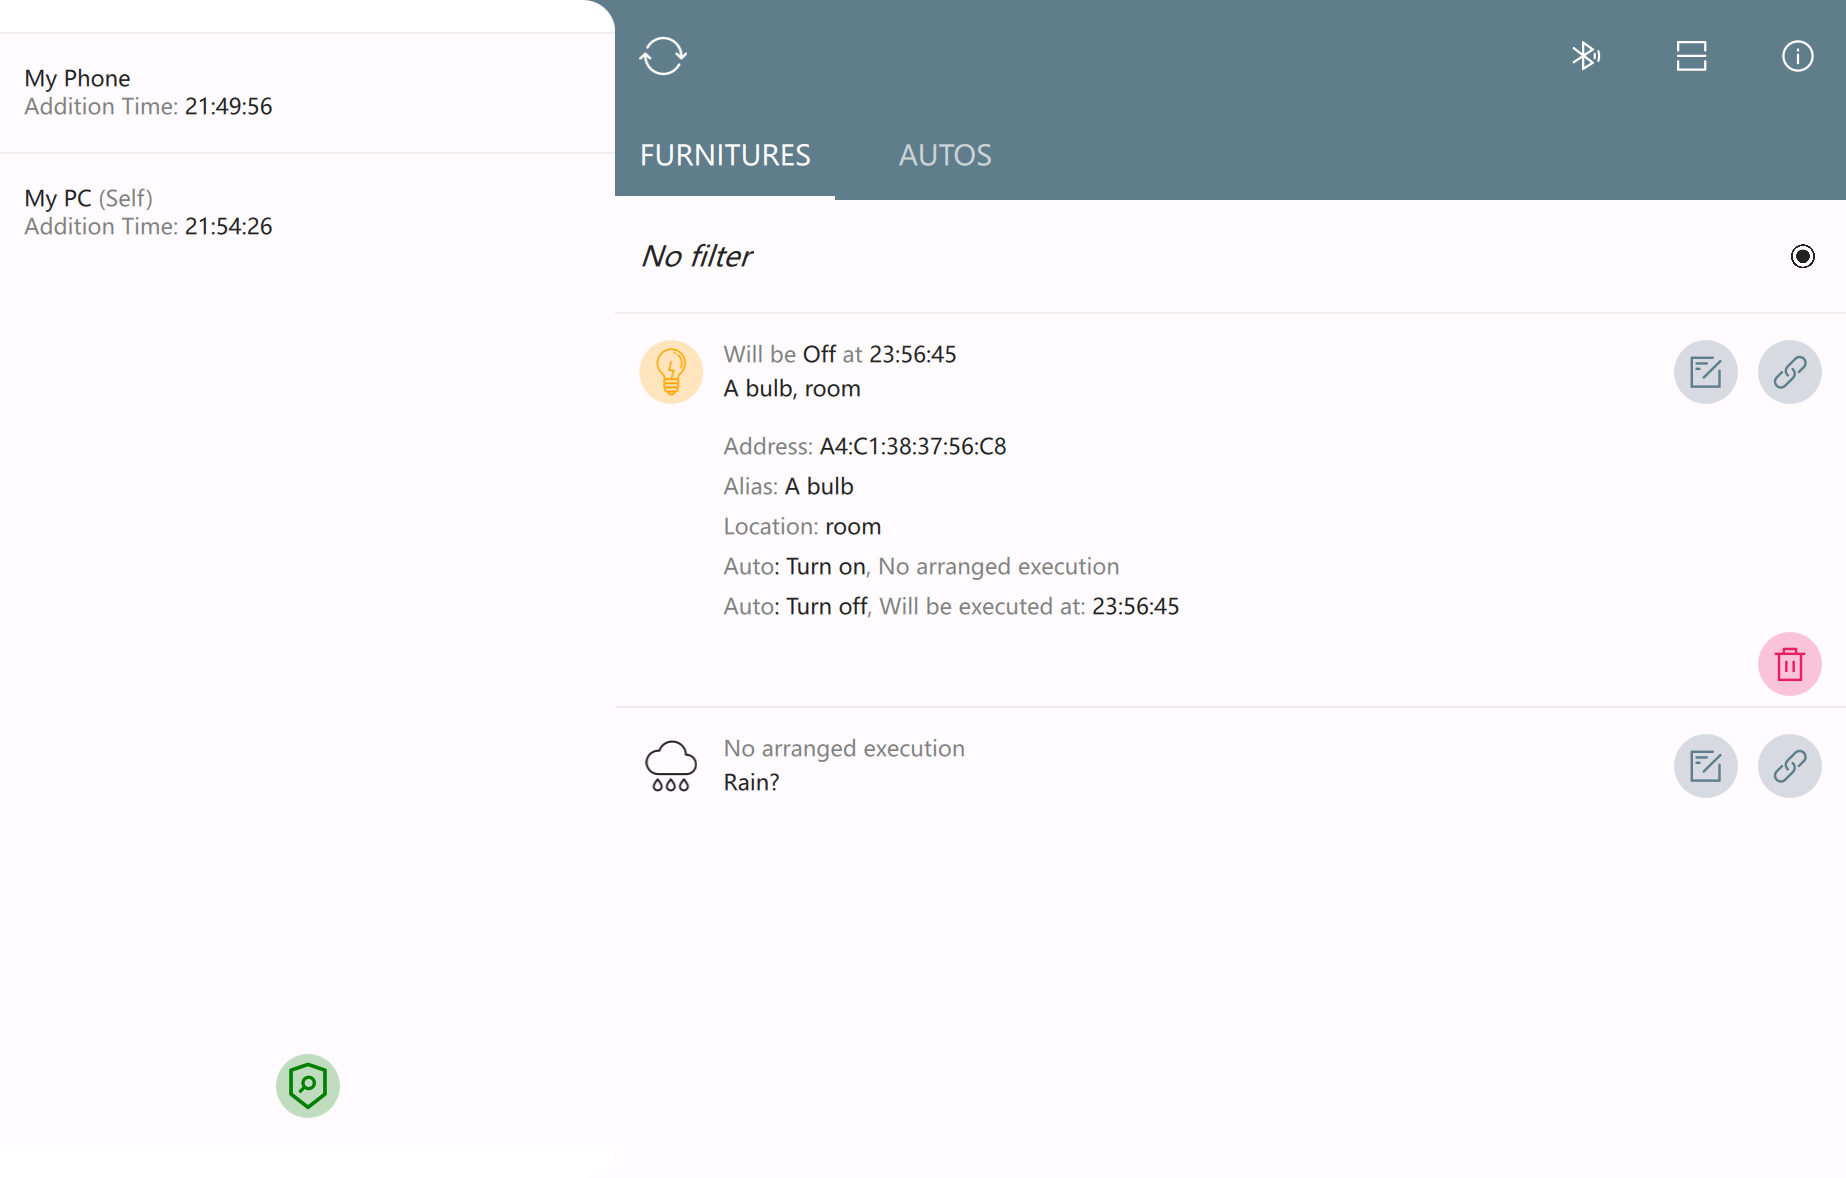 My Phone
Addition Time: 21:49:56
My PC (Self)
Addition Time: 21:54:26
FURNITURES
AUTOS
No filter
Will be Off at 23:56:45
A bulb, room
Address: A4:C1:38:37:56:C8
Alias: A bulb
Location: room
Auto: Turn on, No arranged execution
Auto: Turn off, Will be executed at: 23:56:45
No arranged execution
Rain?